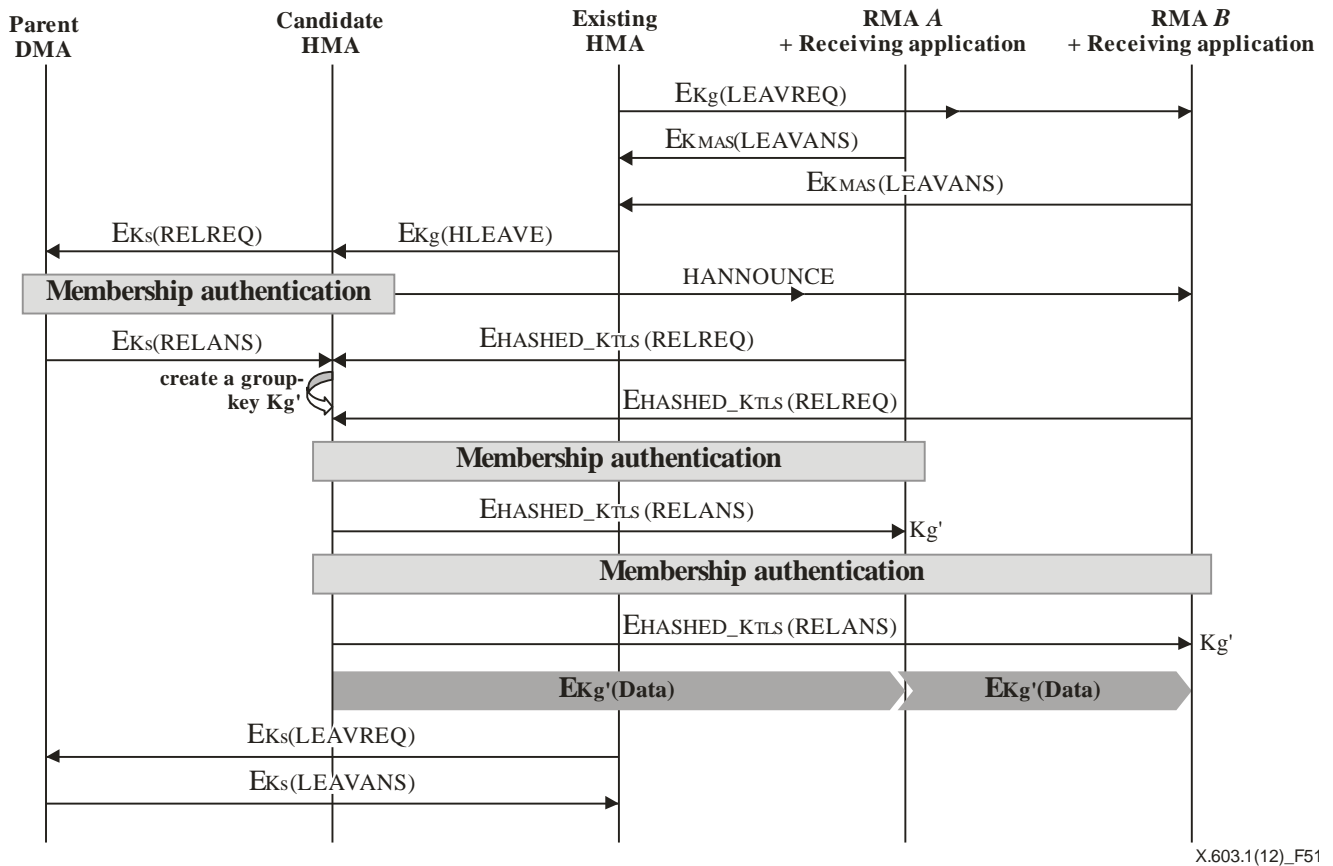 Parent
DMA
Candidate
HMA
Existing
HMA
RMA A
+ Receiving application
RMA B
+ Receiving application
EKg(LEAVREQ)
EKMAS(LEAVANS)
EKMAS(LEAVANS)
EKs(RELREQ)
EKg(HLEAVE)
Membership authentication
HANNOUNCE
EKs(RELANS)
EHASHED_KTLS (RELREQ)
create a group-
key Kg'
EHASHED_KTLS (RELREQ)
Membership authentication
EHASHED_KTLS (RELANS)
Kg'
Membership authentication
EHASHED_KTLS (RELANS)
Kg'
EKg'(Data)
EKg'(Data)
EKs(LEAVREQ)
EKs(LEAVANS)
X.603.1(12)_F51